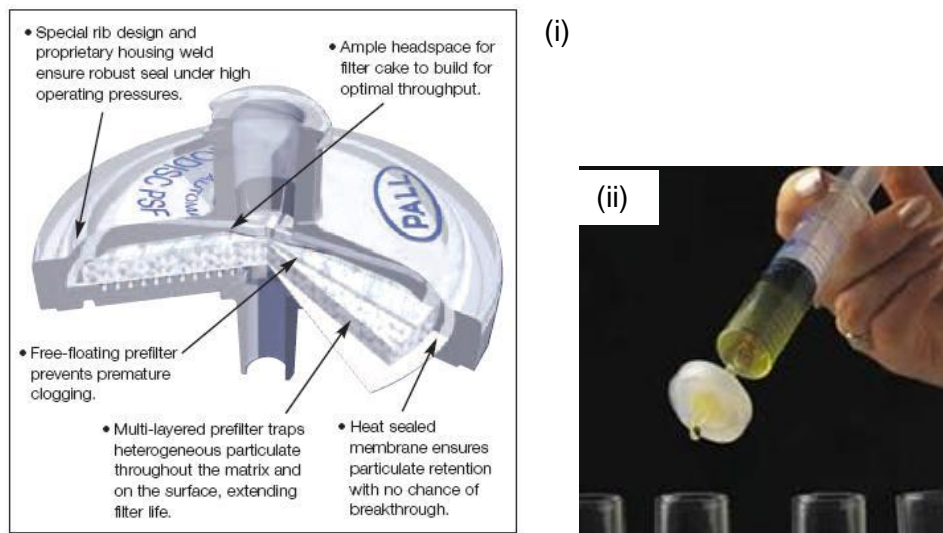 • Special rib design and
proprietary housing weld
ensure robust seal under high
operating pressures.
• Ample headspace for
filter cake to build for
optimal throughput.
(i)
PALL
DISC PSF
(ii)
• Free-floating prefilter
prevents premature
clogging.
• Multi-layered prefilter traps
heterogeneous particulate
throughout the matrix and
on the surface, extending
filter life.
• Heat sealed
membrane ensures
particulate retention
with no chance of
breakthrough.